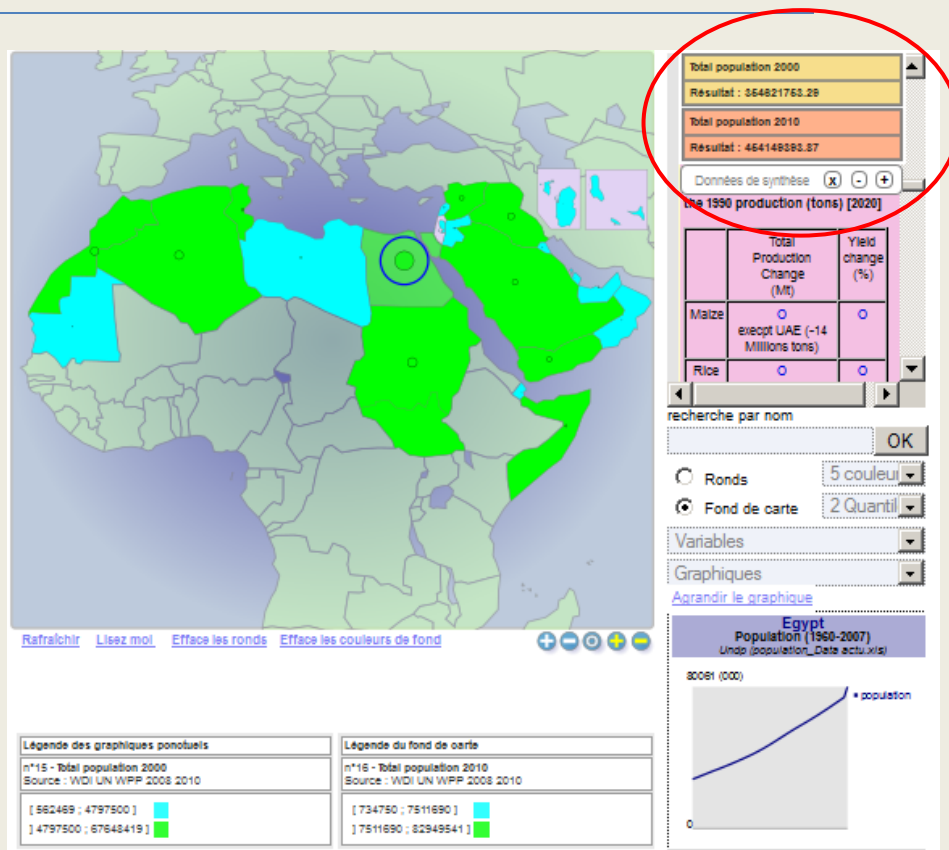 Total population 2000
Résultat : 354821753.29
Total population 2010
Résultat : 454149393.87
Données de synthèse x - +
the 1990 production (tons) [2020]
Total Production Change (Mt)
Yield change (%)
Maize
O
execpt UAE (-14 Millions tons)
O
Rice
O
O
recherche par nom
OK
Ronds
5 couleur
Fond de carte
2 Quantil
Variables
Graphiques
Agrandir le graphique
Egypt
Population (1960-2007)
Undp (population_Data actu.xls)
80061 (000)
population
0
Rafraîchir Lisez moi Efface les ronds Efface les couleurs de fond
Légende des graphiques ponctuels
n°15 - Total population 2000
Source : WDI UN WPP 2008 2010
[ 562469 ; 4797500 ]
] 4797500 ; 67648419 ]
Légende du fond de carte
n°16 - Total population 2010
Source : WDI UN WPP 2008 2010
[ 734750 ; 7511690 ]
] 7511690 ; 82949541 ]